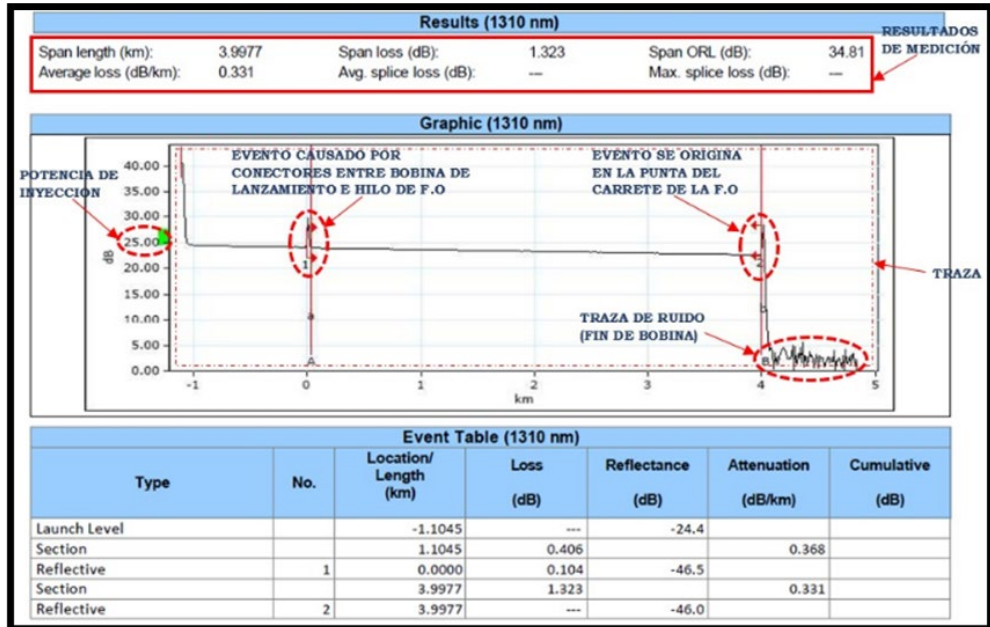 Results (1310 nm)
RESULTADOS
DE MEDICIÓN
Span length (km): 3.9977 Span loss (dB): 1.323 Span ORL (dB): 34.81
Average loss (dB/km): 0.331 Avg. splice loss (dB): --- Max. splice loss (dB): ---
Graphic (1310 nm)
POTENCIA DE
INYECCIÓN
EVENTO CAUSADO POR
CONECTORES ENTRE BOBINA DE
LANZAMIENTO E HILO DE F.O
EVENTO SE ORIGINA
EN LA PUNTA DEL
CARRETE DE LA F.O
TRAZA
TRAZA DE RUIDO
(FIN DE BOBINA)
40.00
35.00
30.00
25.00
20.00
15.00
10.00
5.00
0.00
dB
1
a
A
2
b
B
-1 0 1 2 3 4 5
km
Event Table (1310 nm)
Type No. Location/ Length (km) Loss (dB) Reflectance (dB) Attenuation (dB/km) Cumulative (dB)
Launch Level -1.1045 --- -24.4
Section 1.1045 0.406 0.368
Reflective 1 0.0000 0.104 -46.5
Section 3.9977 1.323 0.331
Reflective 2 3.9977 --- -46.0